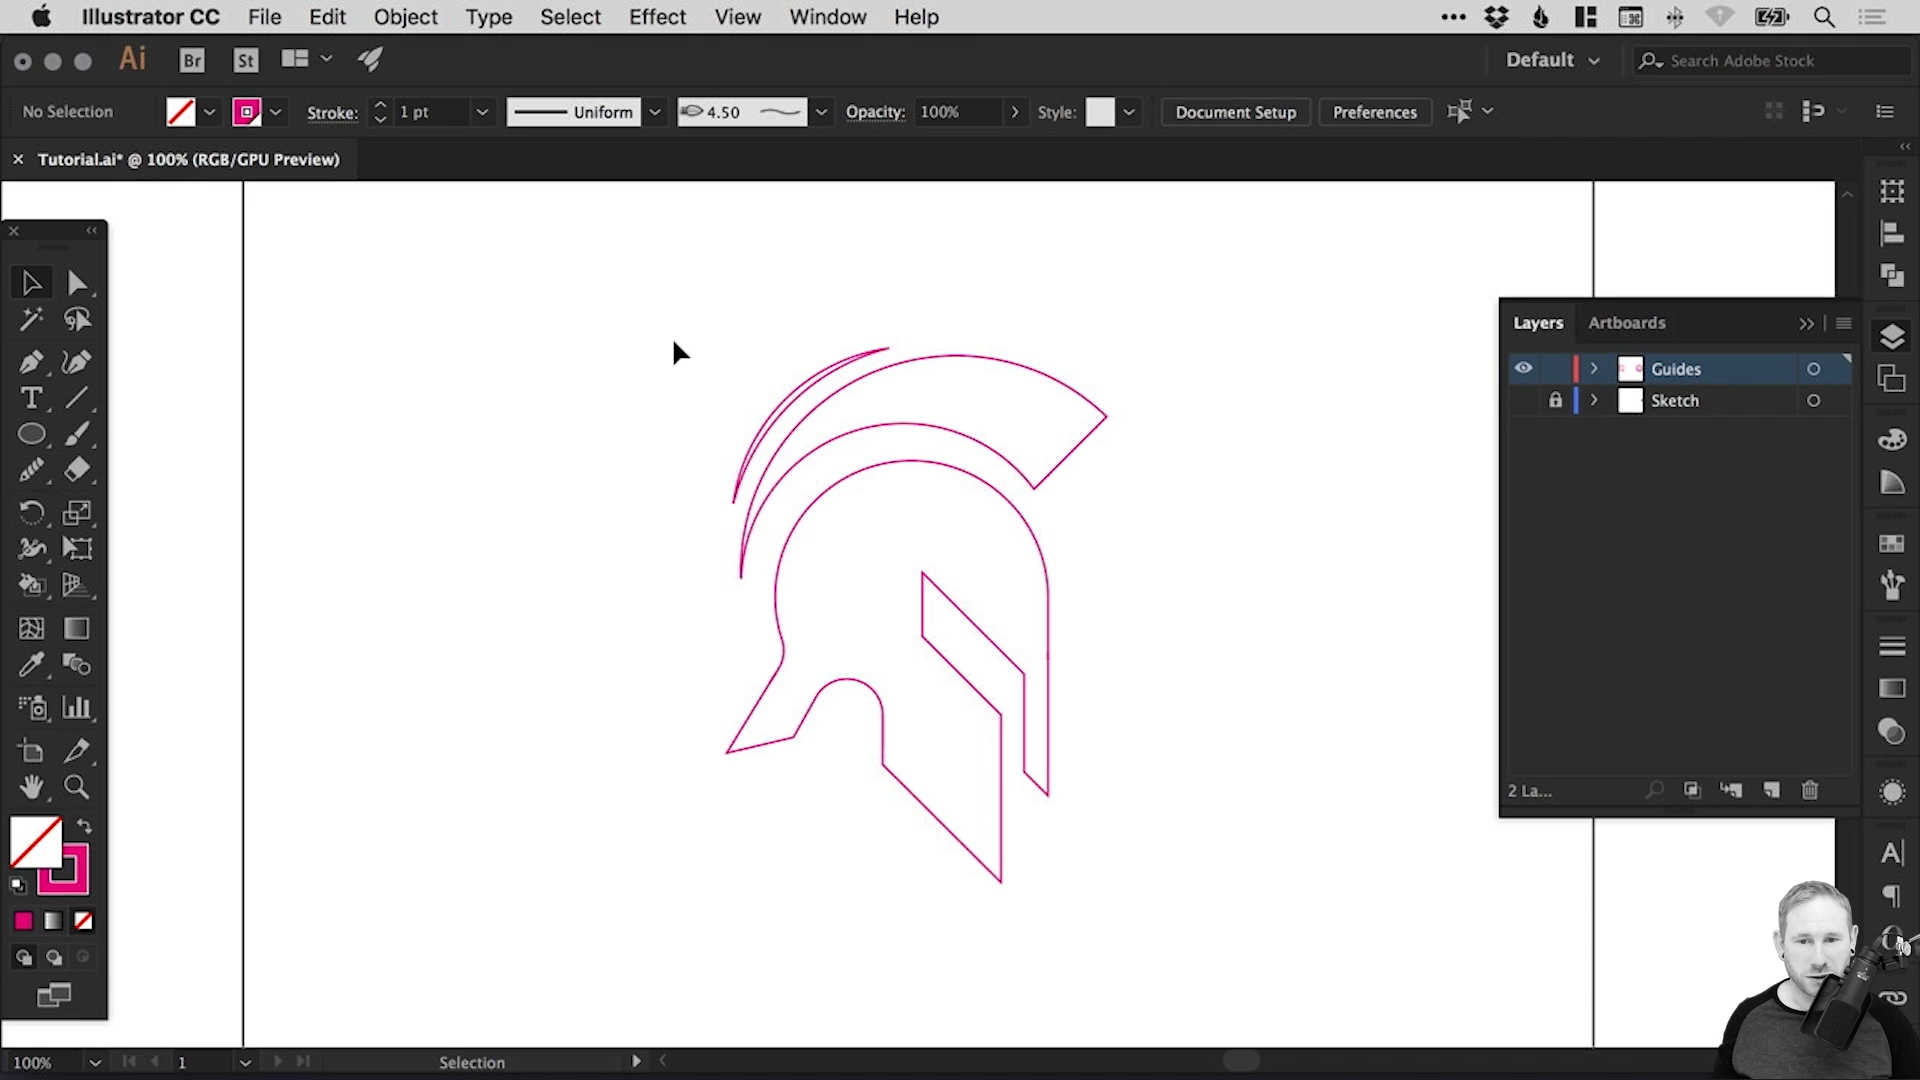 Illustrator CC File Edit Object Type Select Effect View Window Help
Ai Br St Default Search Adobe Stock
No Selection Stroke: 1 pt Uniform 4.50 Opacity: 100% Style: Document Setup Preferences
Tutorial.ai* @ 100% (RGB/GPU Preview)
Layers Artboards
Guides
Sketch
2 La...
100% 1 Selection